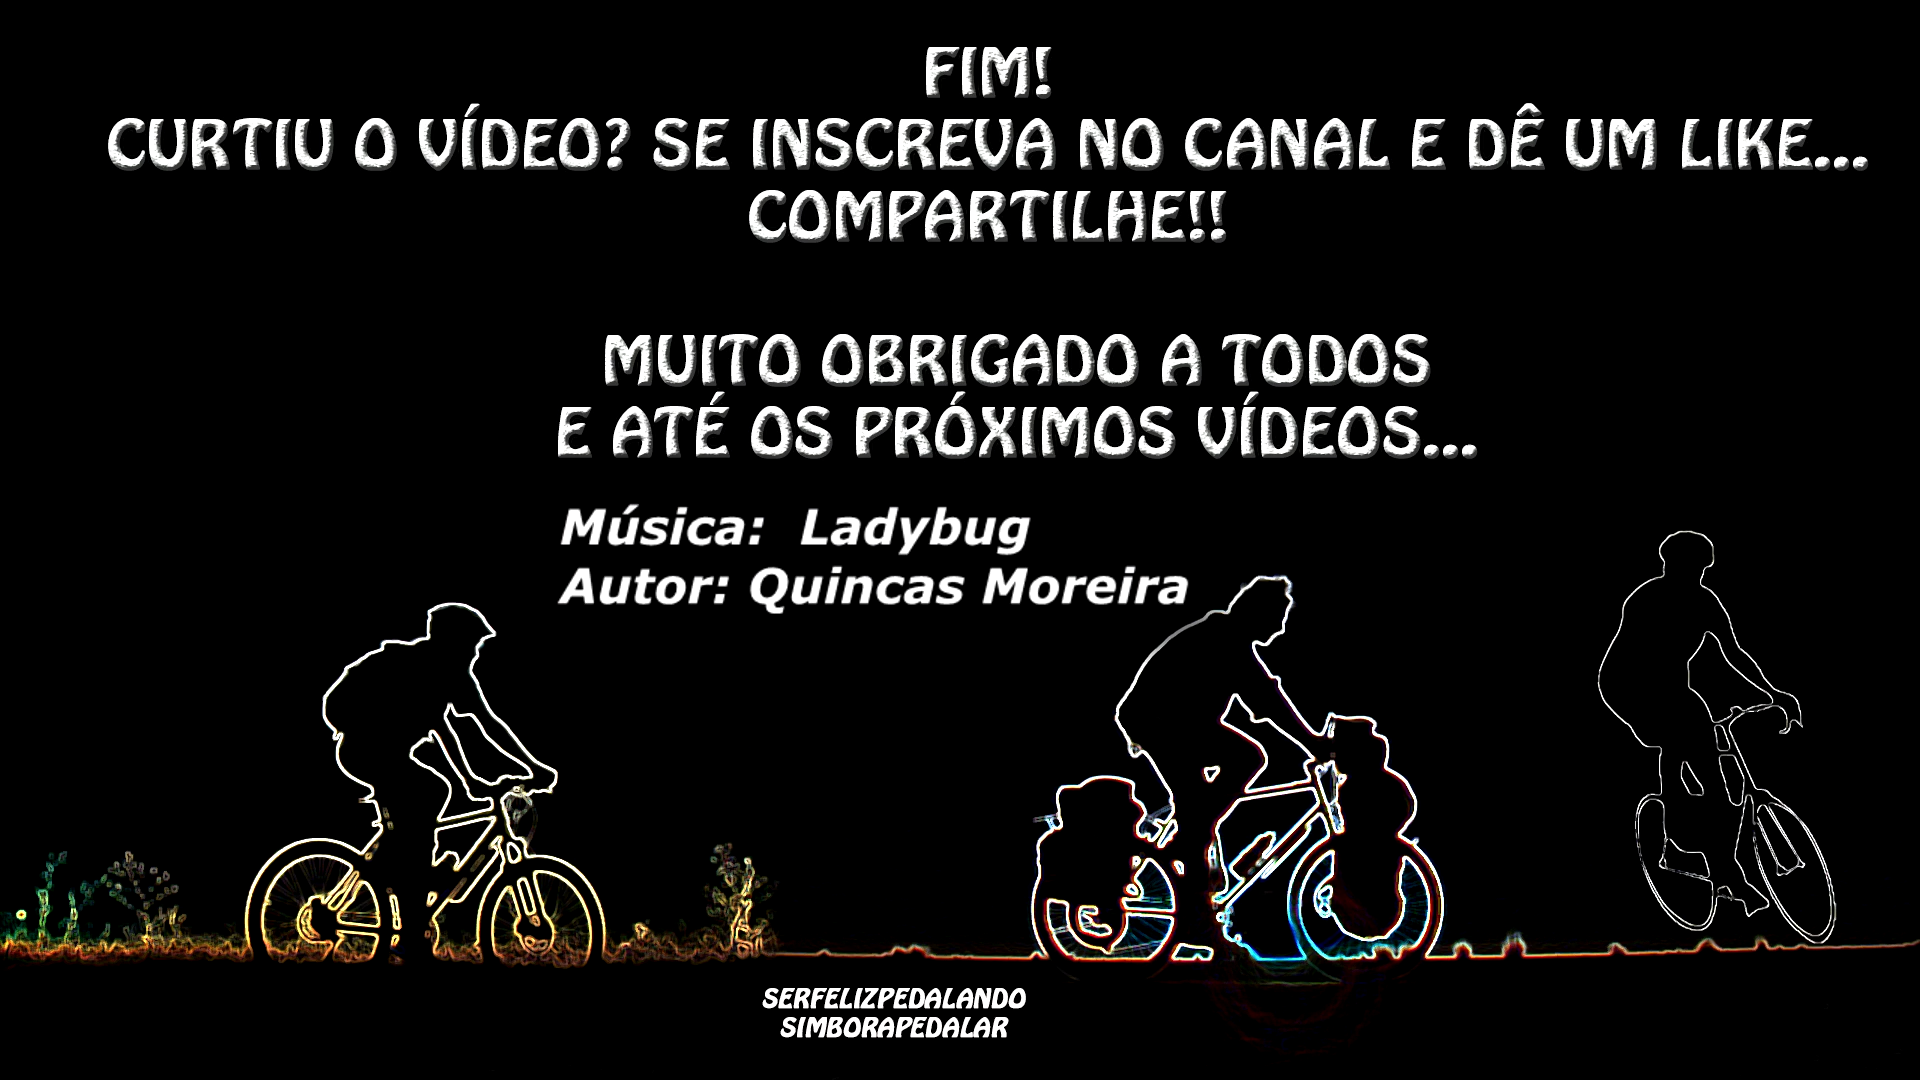 FIM!
CURTIU O VÍDEO? SE INSCREVA NO CANAL E DÊ UM LIKE...
COMPARTILHE!!
MUITO OBRIGADO A TODOS
E ATÉ OS PRÓXIMOS VÍDEOS...
Música: Ladybug
Autor: Quincas Moreira
SERFELIZPEDALANDO
SIMBORAPEDALAR